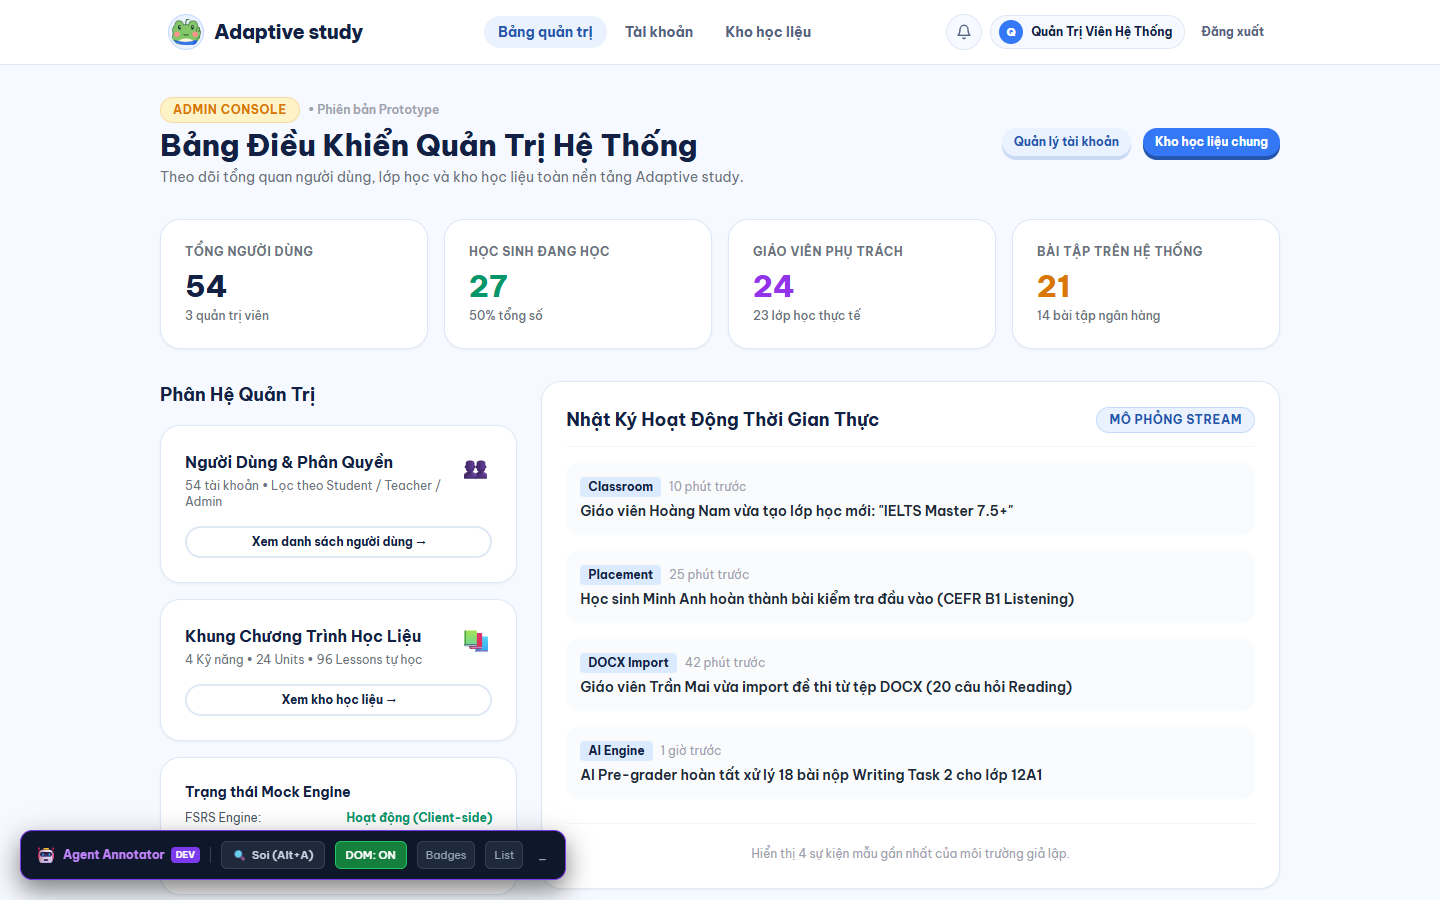 Adaptive study
Bảng quản trị
Tài khoản
Kho học liệu
Q
Quản Trị Viên Hệ Thống
Đăng xuất
ADMIN CONSOLE
• Phiên bản Prototype
Bảng Điều Khiển Quản Trị Hệ Thống
Theo dõi tổng quan người dùng, lớp học và kho học liệu toàn nền tảng Adaptive study.
Quản lý tài khoản
Kho học liệu chung
TỔNG NGƯỜI DÙNG
54
3 quản trị viên
HỌC SINH ĐANG HỌC
27
50% tổng số
GIÁO VIÊN PHỤ TRÁCH
24
23 lớp học thực tế
BÀI TẬP TRÊN HỆ THỐNG
21
14 bài tập ngân hàng
Phân Hệ Quản Trị
Người Dùng & Phân Quyền
54 tài khoản • Lọc theo Student / Teacher /
Admin
Xem danh sách người dùng →
Khung Chương Trình Học Liệu
4 Kỹ năng • 24 Units • 96 Lessons tự học
Xem kho học liệu →
Trạng thái Mock Engine
FSRS Engine:
Hoạt động (Client-side)
Nhật Ký Hoạt Động Thời Gian Thực
MÔ PHỎNG STREAM
Classroom
10 phút trước
Giáo viên Hoàng Nam vừa tạo lớp học mới: "IELTS Master 7.5+"
Placement
25 phút trước
Học sinh Minh Anh hoàn thành bài kiểm tra đầu vào (CEFR B1 Listening)
DOCX Import
42 phút trước
Giáo viên Trần Mai vừa import đề thi từ tệp DOCX (20 câu hỏi Reading)
AI Engine
1 giờ trước
AI Pre-grader hoàn tất xử lý 18 bài nộp Writing Task 2 cho lớp 12A1
Hiển thị 4 sự kiện mẫu gần nhất của môi trường giả lập.
Agent Annotator
DEV
Soi (Alt+A)
DOM: ON
Badges
List
_